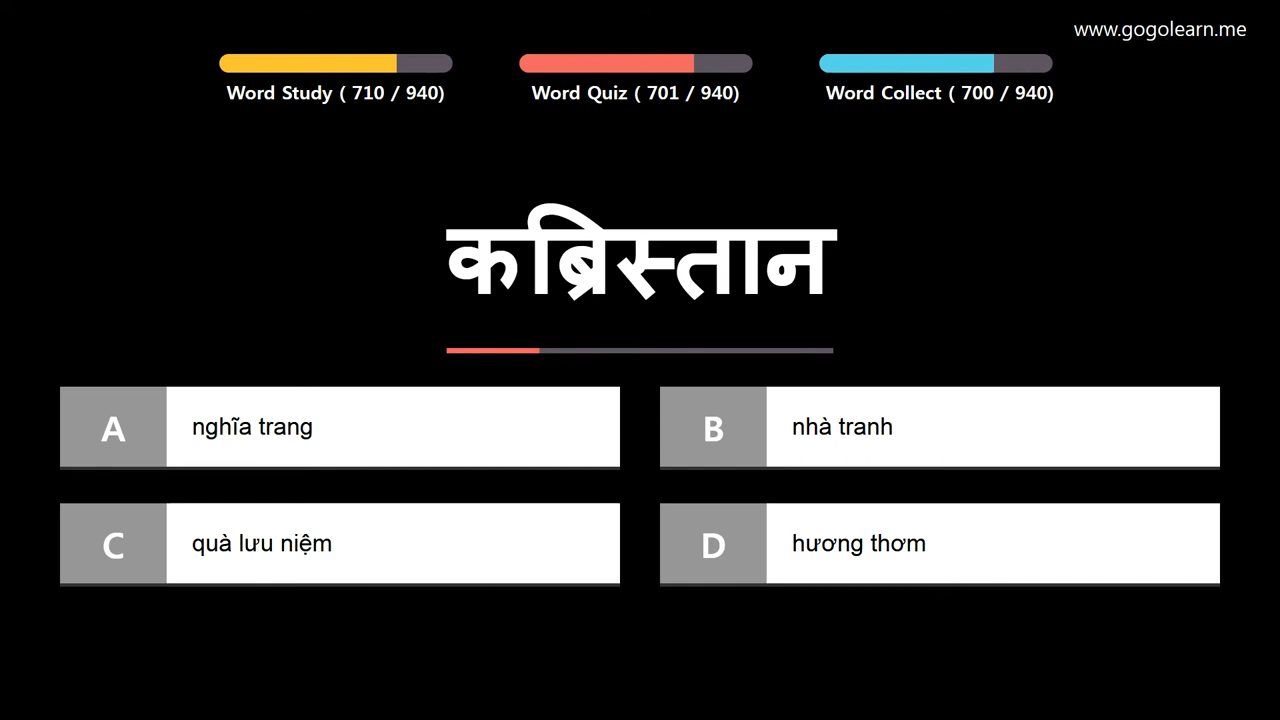 www.gogolearn.me
Word Study ( 710 / 940)
Word Quiz ( 701 / 940)
Word Collect ( 700 / 940)
कब्रिस्तान
A nghĩa trang
B nhà tranh
C quà lưu niệm
D hương thơm